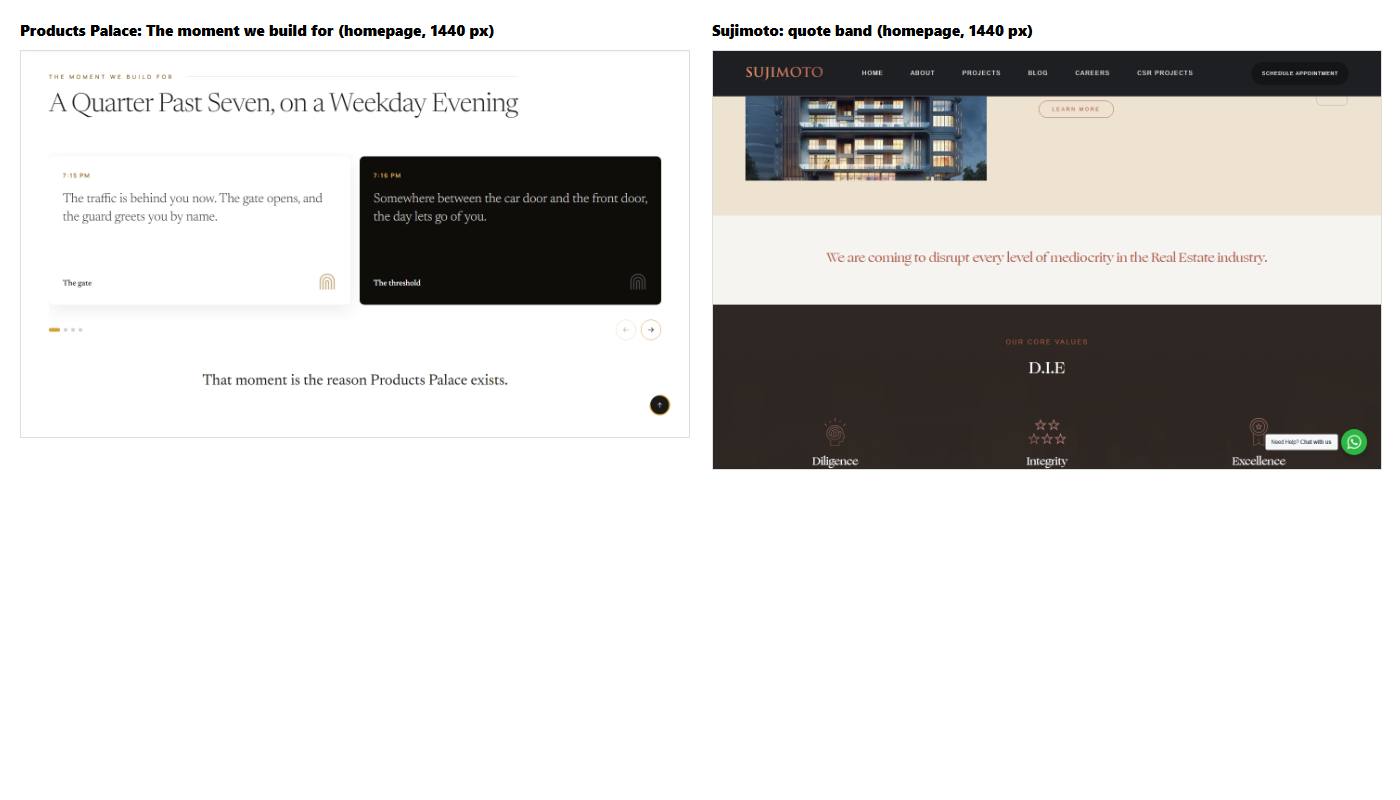 Products Palace: The moment we build for (homepage, 1440 px)
THE MOMENT WE BUILD FOR
A Quarter Past Seven, on a Weekday Evening
7:15 PM
The traffic is behind you now. The gate opens, and
the guard greets you by name.
The gate
7:16 PM
Somewhere between the car door and the front door,
the day lets go of you.
The threshold
That moment is the reason Products Palace exists.
Sujimoto: quote band (homepage, 1440 px)
SUJIMOTO HOME ABOUT PROJECTS BLOG CAREERS CSR PROJECTS SCHEDULE APPOINTMENT
LEARN MORE
We are coming to disrupt every level of mediocrity in the Real Estate industry.
OUR CORE VALUES
D.I.E
Need Help? Chat with us
Diligence Integrity Excellence